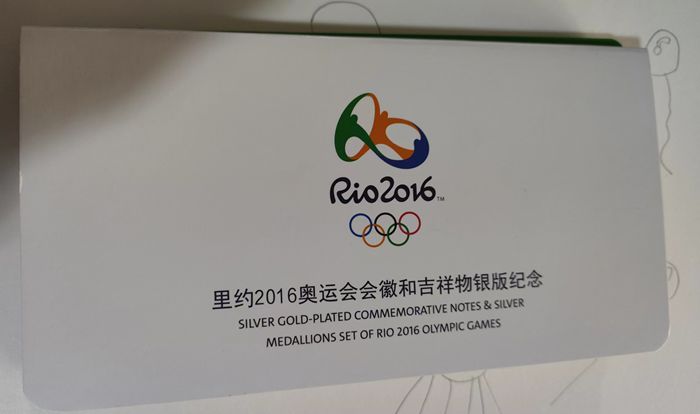 Rio2016™
里约2016奥运会会徽和吉祥物银版纪念
SILVER GOLD-PLATED COMMEMORATIVE NOTES & SILVER
MEDALLIONS SET OF RIO 2016 OLYMPIC GAMES